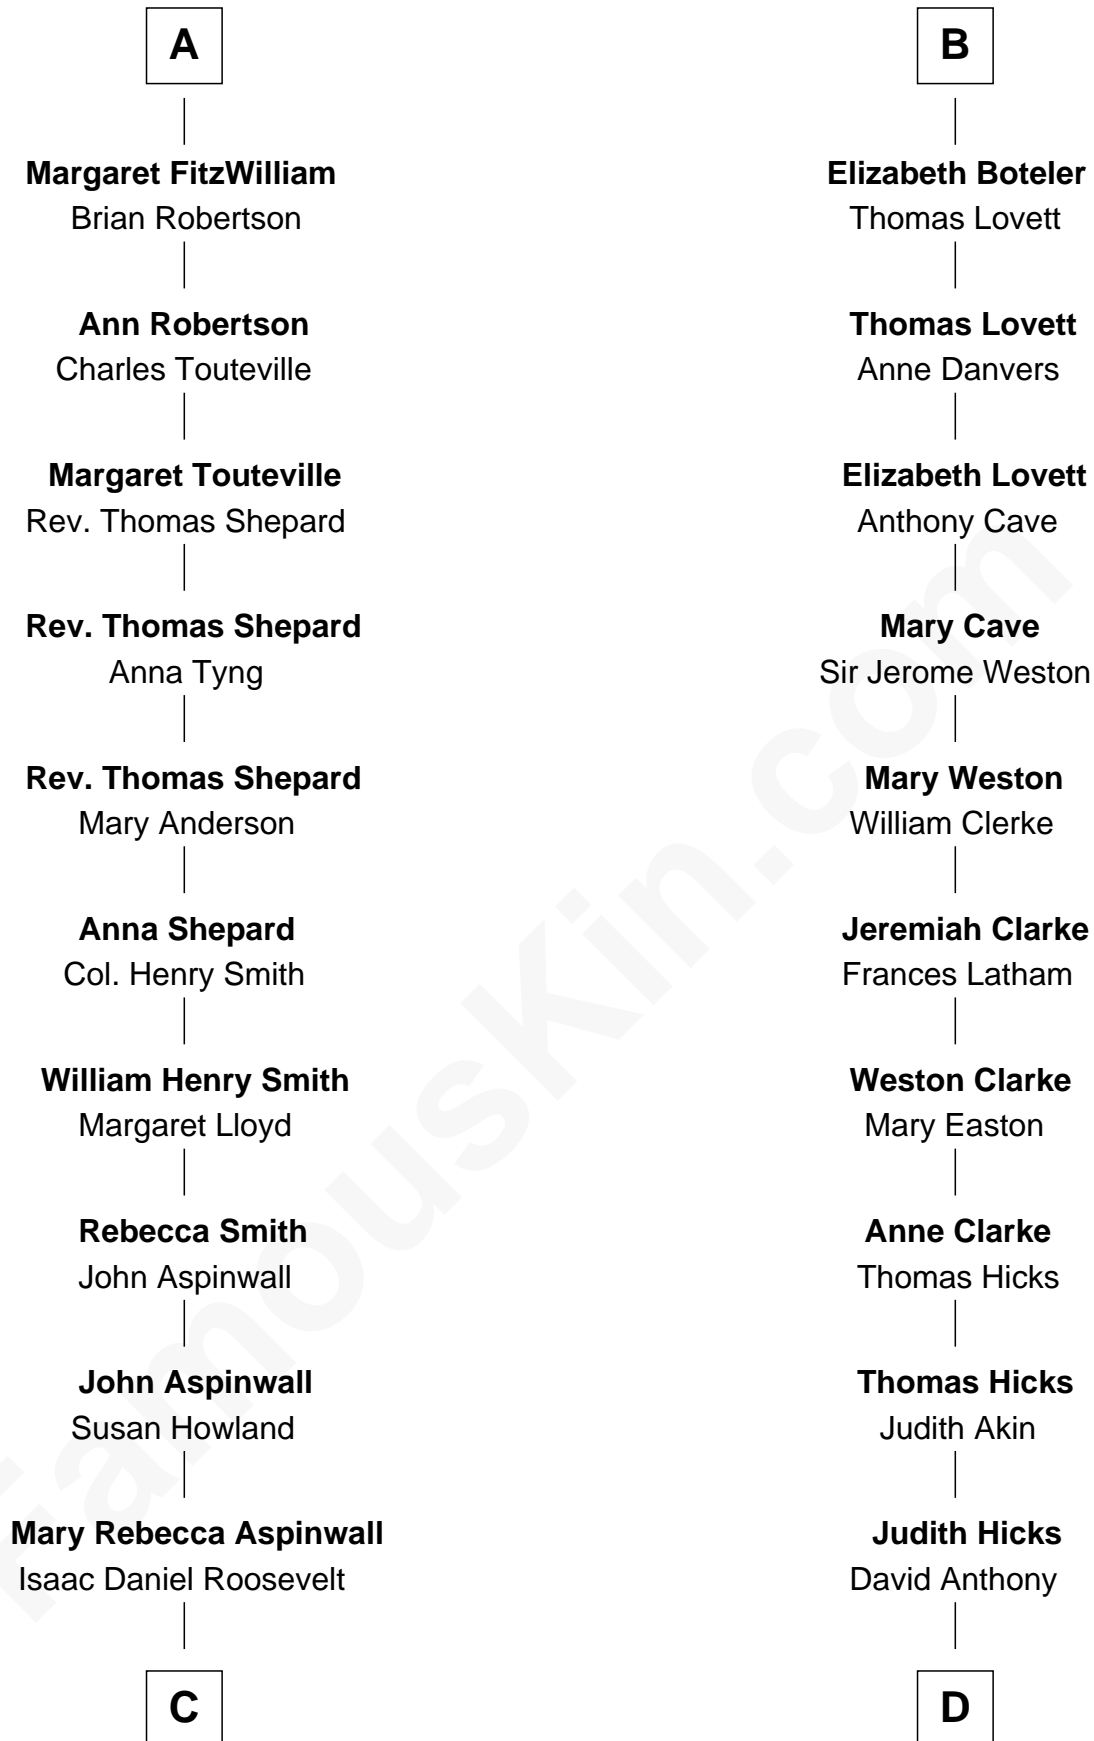 A
Margaret FitzWilliam
Brian Robertson
Ann Robertson
Charles Touteville
Margaret Touteville
Rev. Thomas Shepard
Rev. Thomas Shepard
Anna Tyng
Rev. Thomas Shepard
Mary Anderson
Anna Shepard
Col. Henry Smith
William Henry Smith
Margaret Lloyd
Rebecca Smith
John Aspinwall
John Aspinwall
Susan Howland
Mary Rebecca Aspinwall
Isaac Daniel Roosevelt
C
B
Elizabeth Boteler
Thomas Lovett
Thomas Lovett
Anne Danvers
Elizabeth Lovett
Anthony Cave
Mary Cave
Sir Jerome Weston
Mary Weston
William Clerke
Jeremiah Clarke
Frances Latham
Weston Clarke
Mary Easton
Anne Clarke
Thomas Hicks
Thomas Hicks
Judith Akin
Judith Hicks
David Anthony
D
FamousKin.com